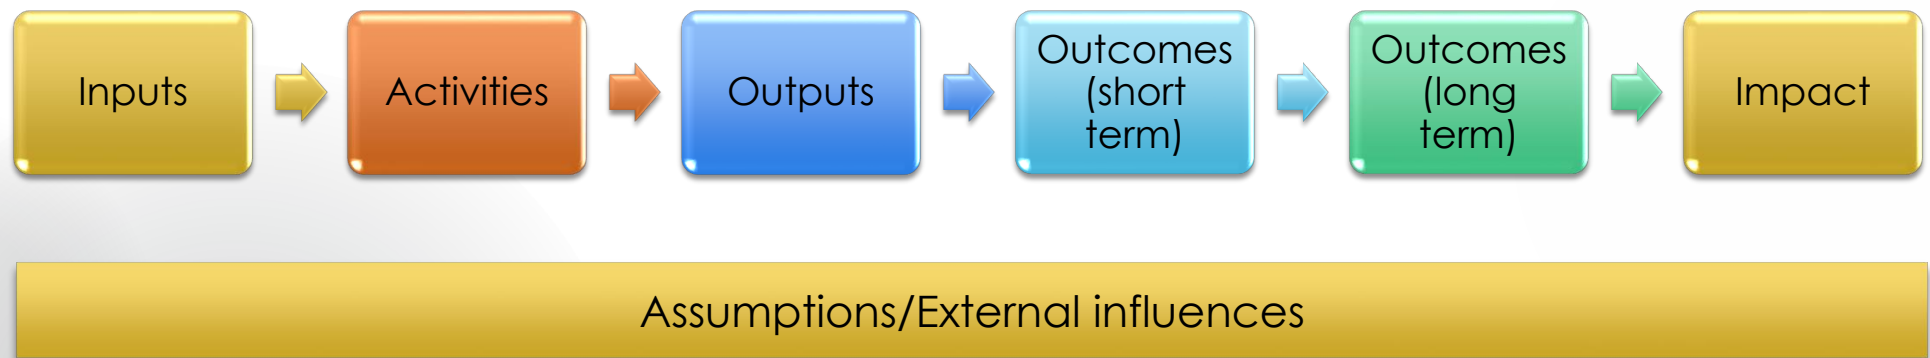 Inputs
Activities
Outputs
Outcomes
(short
term)
Outcomes
(long
term)
Impact
Assumptions/External influences